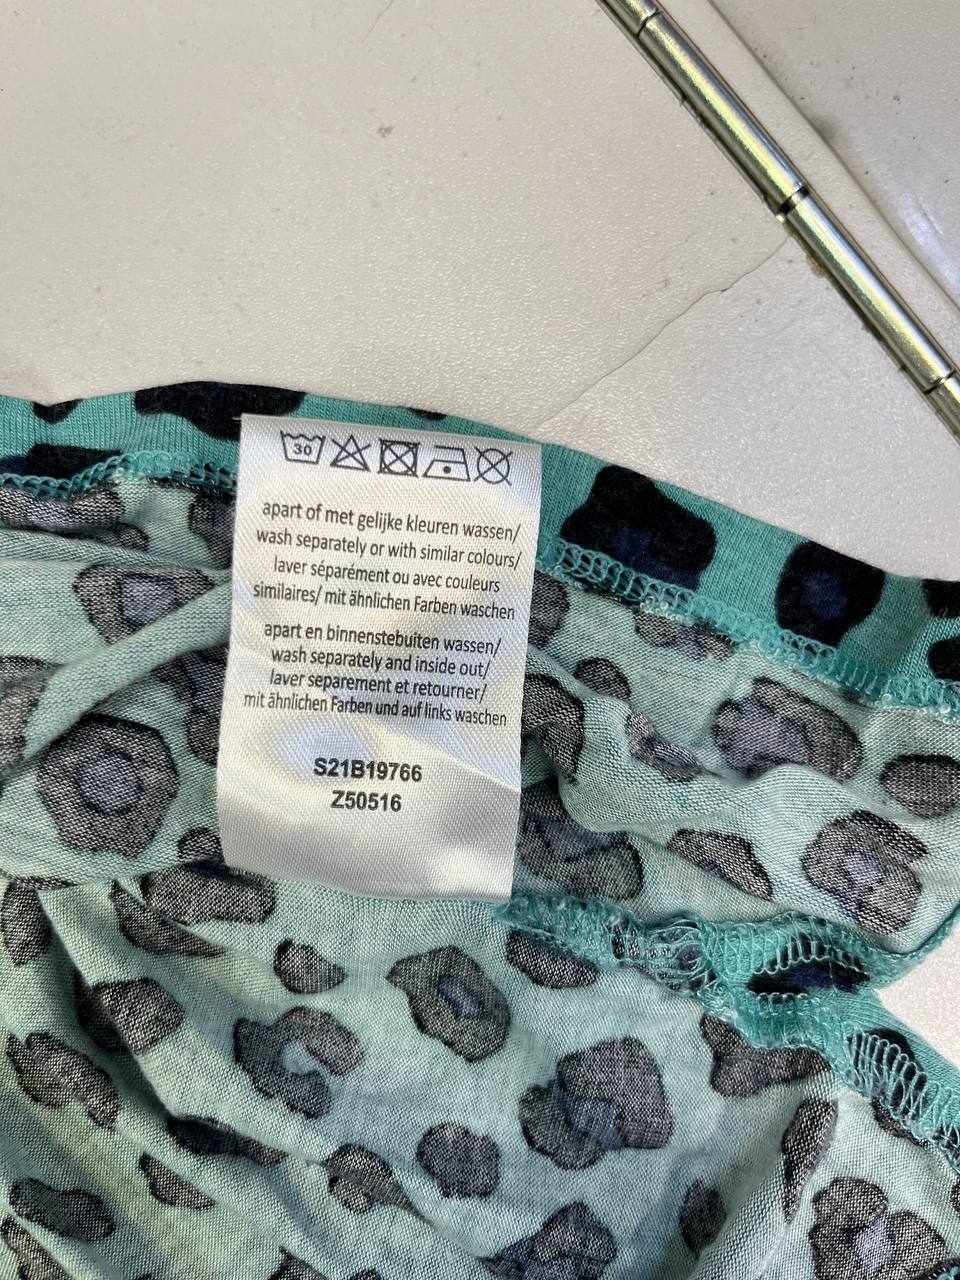 30
apart of met gelijke kleuren wassen/
wash separately or with similar colours/
laver séparément ou avec couleurs
similaires/ mit ähnlichen Farben waschen
apart en binnenstebuiten wassen/
wash separately and inside out/
laver separement et retourner/
mit ähnlichen Farben und auf links waschen
S21B19766
Z50516